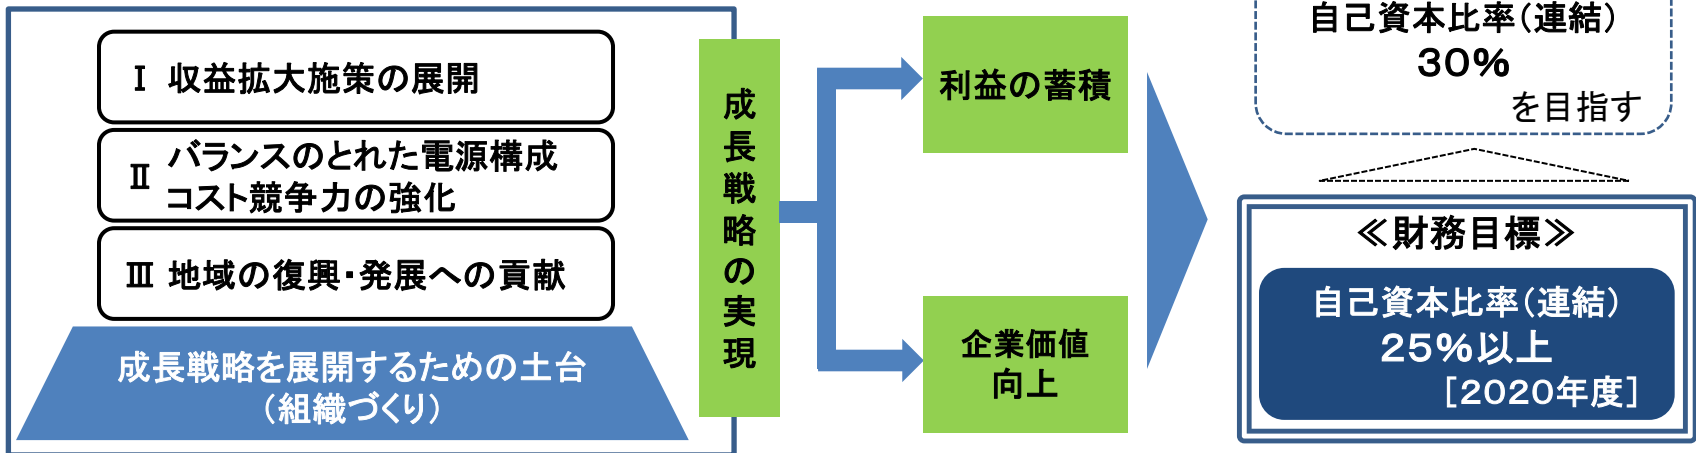 Ⅰ 収益拡大施策の展開
Ⅱ バランスのとれた電源構成
コスト競争力の強化
Ⅲ 地域の復興・発展への貢献
成長戦略を展開するための土台
（組織づくり）
成長戦略の実現
利益の蓄積
企業価値
向上
自己資本比率（連結）
30%
を目指す
≪財務目標≫
自己資本比率（連結）
25%以上
[2020年度]